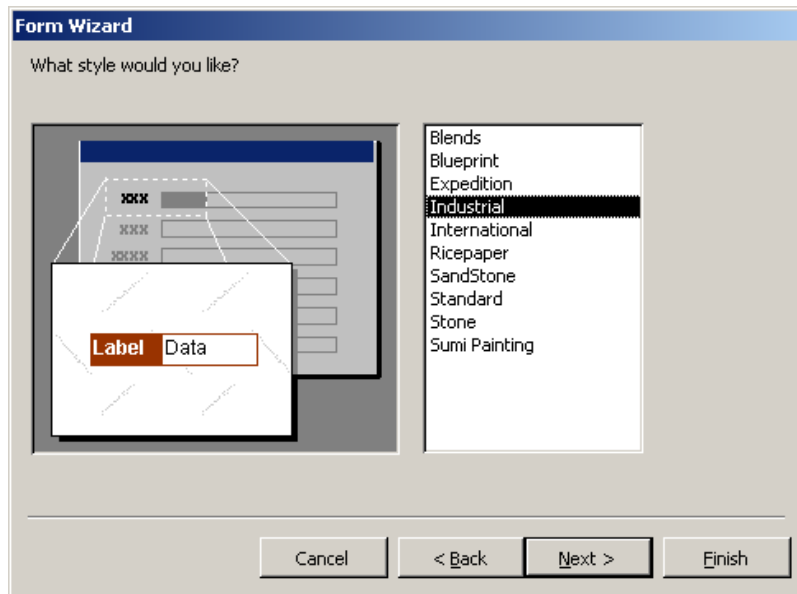 Form Wizard
What style would you like?
xxx
xxx
xxxx
Label Data
Blends
Blueprint
Expedition
Industrial
International
Ricepaper
SandStone
Standard
Stone
Sumi Painting
Cancel < Back Next > Finish